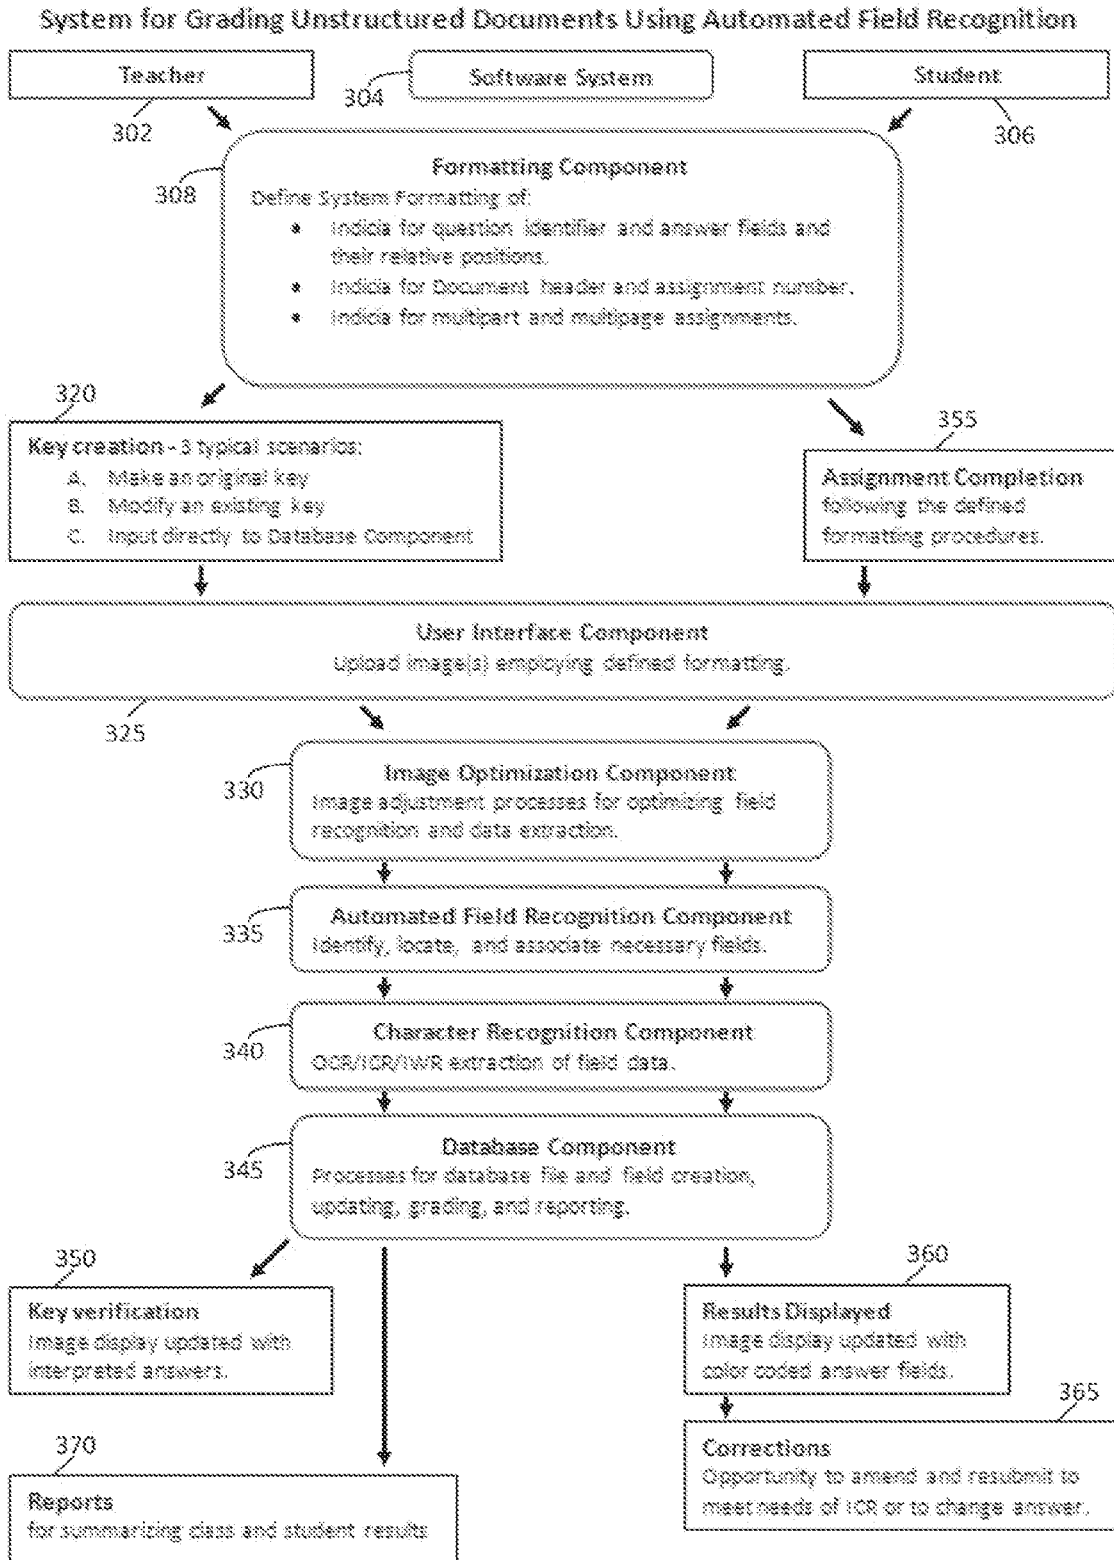 System for Grading Unstructured Documents Using Automated Field Recognition
Teacher
Software System
Student
302
304
306
308
Formatting Component
Define System Formatting of:
• Indicia for question identifier and answer fields and
their relative positions.
• Indicia for Document header and assignment number.
• Indicia for multipart and multipage assignments.
320
Key creation - 3 typical scenarios:
A. Make an original key
B. Modify an existing key
C. Input directly to Database Component
355
Assignment Completion
following the defined
formatting procedures.
User Interface Component
Upload image(s) employing defined formatting.
325
330
Image Optimization Component
Image adjustment processes for optimizing field
recognition and data extraction.
335
Automated Field Recognition Component
Identify, locate, and associate necessary fields.
340
Character Recognition Component
OCR/ICR/IWR extraction of field data.
345
Database Component
Processes for database file and field creation,
updating, grading, and reporting.
350
Key verification
Image display updated with
interpreted answers.
360
Results Displayed
Image display updated with
color coded answer fields.
365
Corrections
Opportunity to amend and resubmit to
meet needs of ICR or to change answer.
370
Reports
for summarizing class and student results